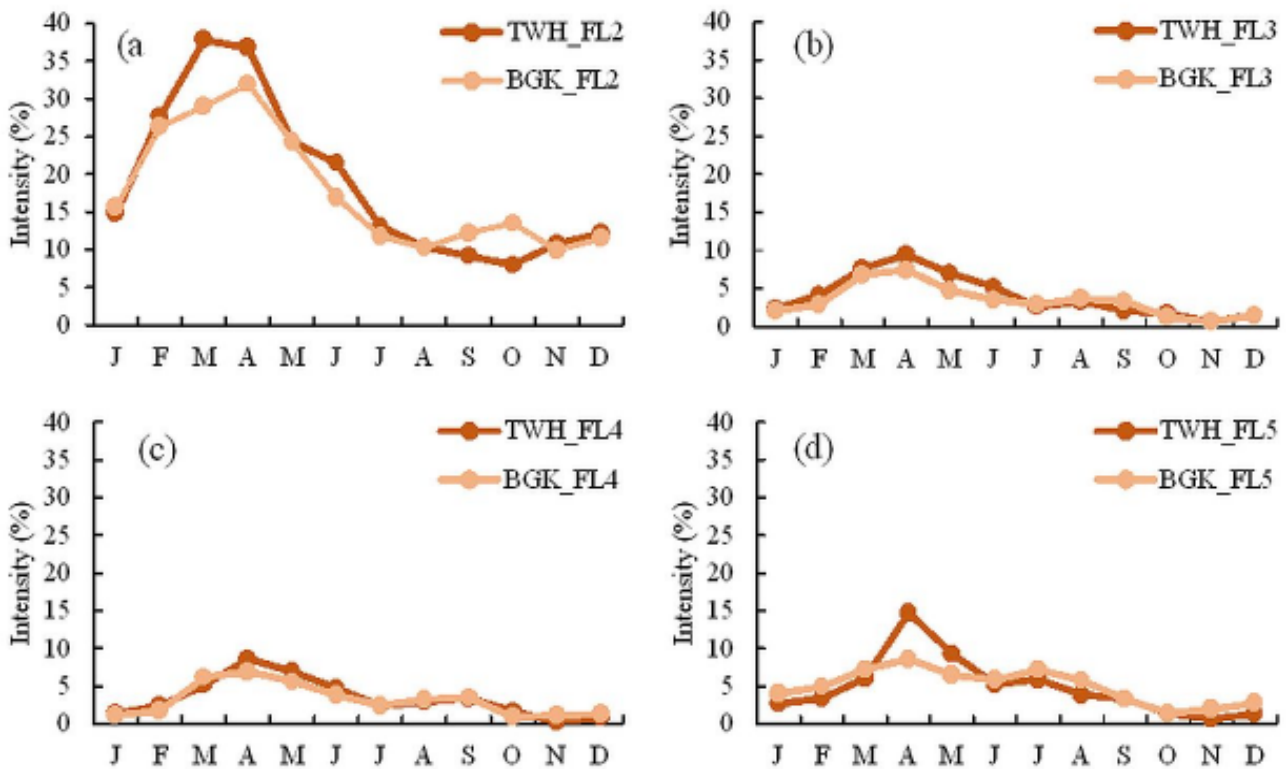 (a
TWH_FL2
BGK_FL2
Intensity (%)
40
35
30
25
20
15
10
5
0
J F M A M J J A S O N D
(b)
TWH_FL3
BGK_FL3
Intensity (%)
40
35
30
25
20
15
10
5
0
J F M A M J J A S O N D
(c)
TWH_FL4
BGK_FL4
Intensity (%)
40
35
30
25
20
15
10
5
0
J F M A M J J A S O N D
(d)
TWH_FL5
BGK_FL5
Intensity (%)
40
35
30
25
20
15
10
5
0
J F M A M J J A S O N D